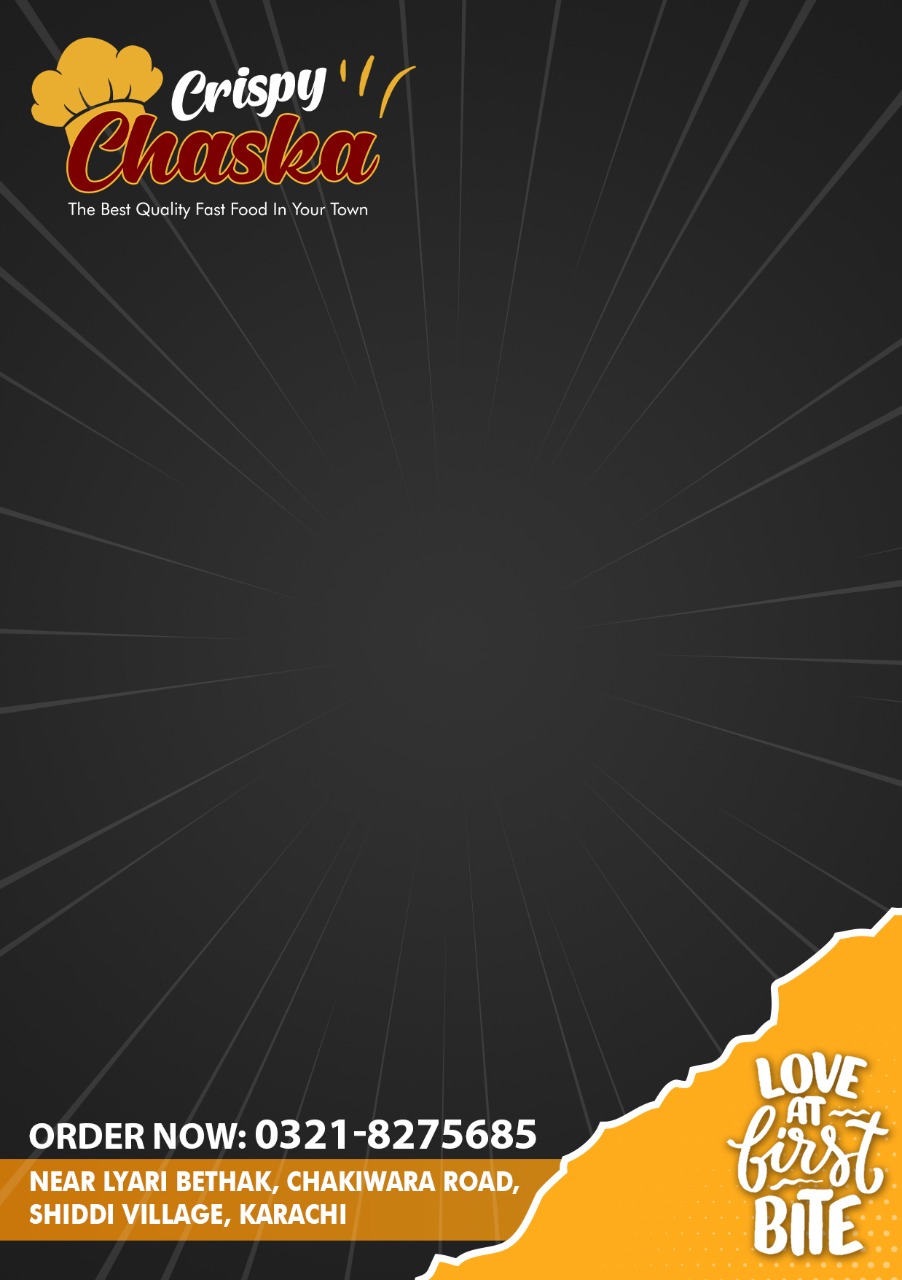 Crispy
Chaska
The Best Quality Fast Food In Your Town
ORDER NOW: 0321-8275685
NEAR LYARI BETHAK, CHAKIWARA ROAD,
SHIDDI VILLAGE, KARACHI
LOVE
AT
first
BITE